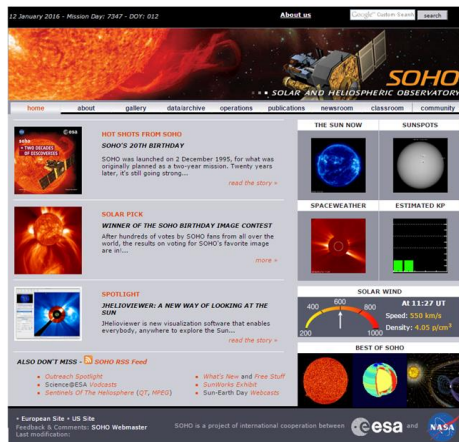 12 January 2016 - Mission Day: 7347 - DOY: 012
About us
Google™ Custom Search
search
SOHO
SOLAR AND HELIOSPHERIC OBSERVATORY
home about gallery data/archive operations publications newsroom classroom community
soho
esa
TWO DECADES
OF DISCOVERIES
HOT SHOTS FROM SOHO
SOHO'S 20TH BIRTHDAY
SOHO was launched on 2 December 1995, for what was
originally planned as a two-year mission. Twenty years
later, it's still going strong...
read the story »
SOLAR PICK
WINNER OF THE SOHO BIRTHDAY IMAGE CONTEST
After hundreds of votes by SOHO fans from all over the
world, the results on voting for SOHO's favorite image
are in!...
more »
SPOTLIGHT
JHELIOVIEWER: A NEW WAY OF LOOKING AT THE
SUN
JHelioviewer is new visualization software that enables
everybody, anywhere to explore the Sun...
read the story »
ALSO DON'T MISS - SOHO RSS Feed
• Outreach Spotlight
• Science@ESA Vodcasts
• Sentinels Of The Heliosphere (QT, MPEG)
• What's New and Free Stuff
• SunWorks Exhibit
• Sun-Earth Day Webcasts
THE SUN NOW
SUNSPOTS
SPACEWEATHER
ESTIMATED KP
SOLAR WIND
200 400 600 800 1000
At 11:27 UT
Speed: 550 km/s
Density: 4.05 p/cm³
BEST OF SOHO
• European Site • US Site
Feedback & Comments: SOHO Webmaster
Last modification:
SOHO is a project of international cooperation between esa and NASA